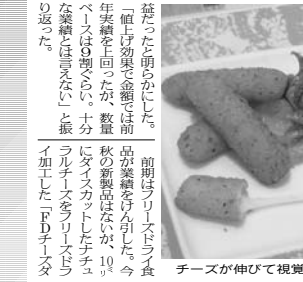 益だったと明らかにした。
「値上げ効果で金額では前
年実績を上回ったが、数量
ベースは9割ぐらい。十分
な業績とは言えない」と振
り返った。
前期はフリーズドライ食
品が業績をけん引した。今
秋の新製品はないが、10㍉
にダイスカットしたナチュ
ラルチーズをフリーズドラ
イ加工した「FDチーズダ
チーズが伸びて視覚